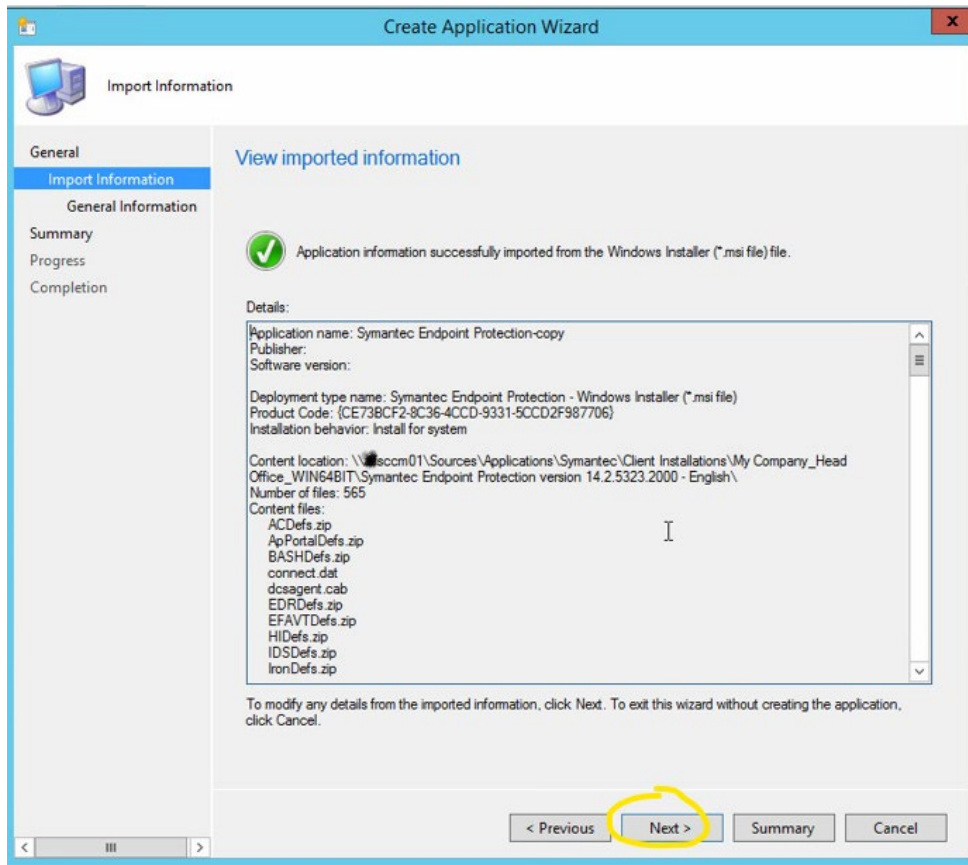 Create Application Wizard
X
Import Information
General
Import Information
General Information
Summary
Progress
Completion
View imported information
Application information successfully imported from the Windows Installer (*.msi file) file.
Details:
Application name: Symantec Endpoint Protection-copy
Publisher:
Software version:
Deployment type name: Symantec Endpoint Protection - Windows Installer (*.msi file)
Product Code: {CE73BCF2-8C36-4CCD-9331-5CCD2F987706}
Installation behavior: Install for system
Content location: \\sccm01\Sources\Applications\Symantec\Client Installations\My Company_Head
Office_WIN64BIT\Symantec Endpoint Protection version 14.2.5323.2000 - English\
Number of files: 565
Content files:
ACDefs.zip
ApPortalDefs.zip
BASHDefs.zip
connect.dat
dcsagent.cab
EDRDefs.zip
EFAVTDefs.zip
HIDefs.zip
IDSDefs.zip
IronDefs.zip
To modify any details from the imported information, click Next. To exit this wizard without creating the application,
click Cancel.
< Previous
Next >
Summary
Cancel